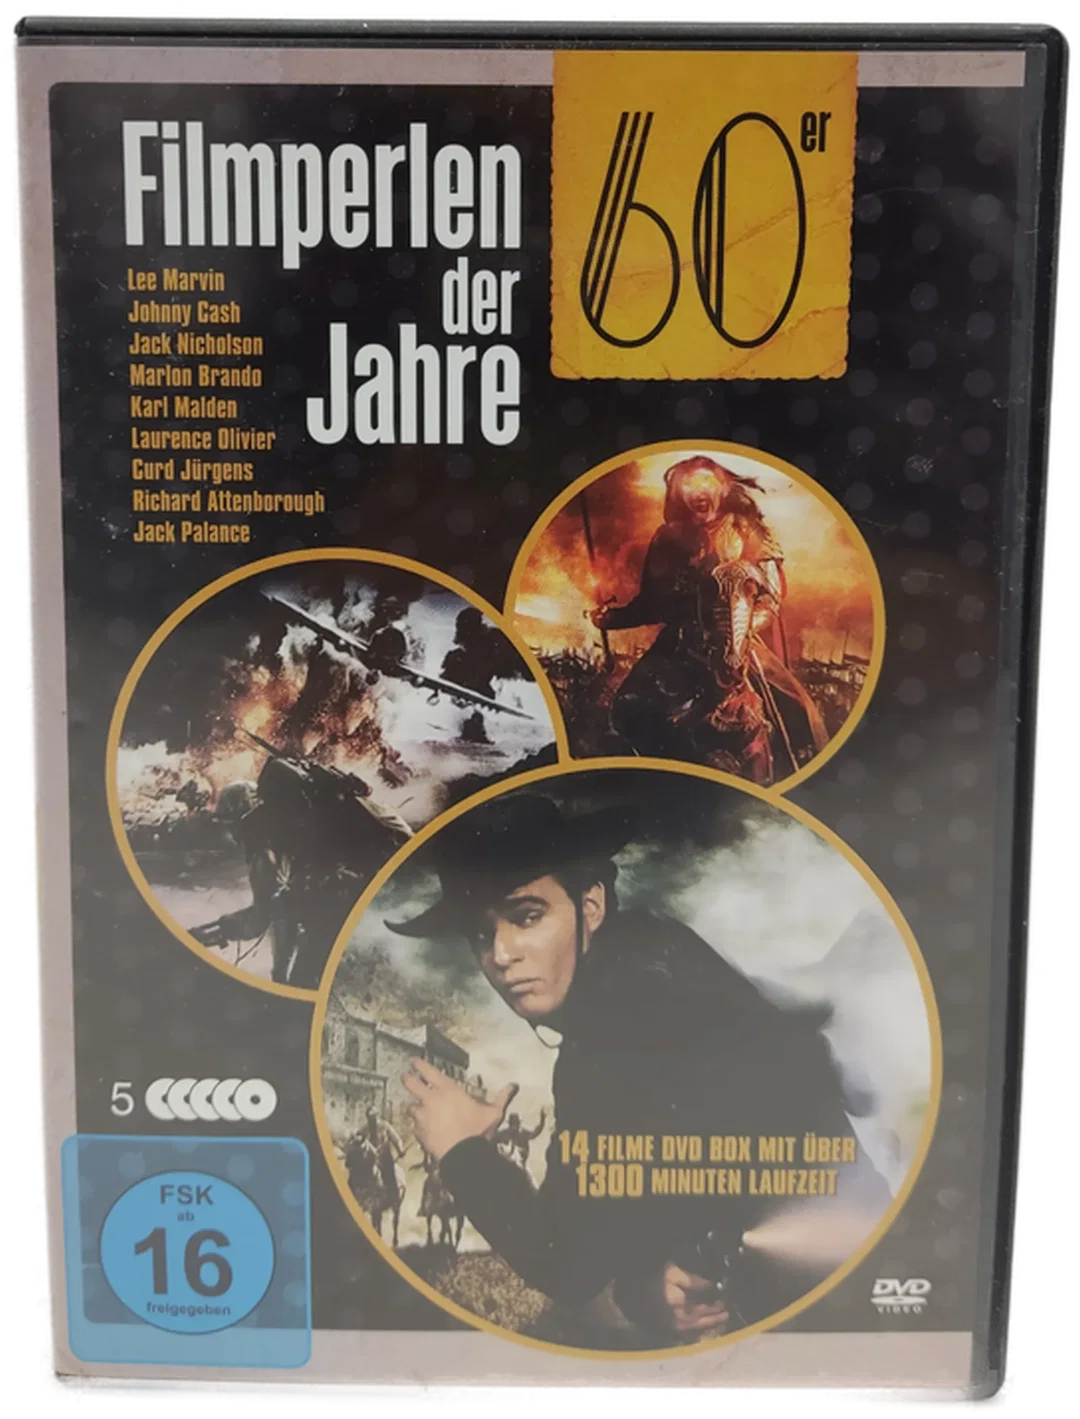 Filmperlen
60er
der
Jahre
Lee Marvin
Johnny Cash
Jack Nicholson
Marlon Brando
Karl Malden
Laurence Olivier
Curd Jürgens
Richard Attenborough
Jack Palance
5
14 FILME DVD BOX MIT ÜBER
1300 MINUTEN LAUFZEIT
FSK
ab
16
freigegeben
DVD
VIDEO